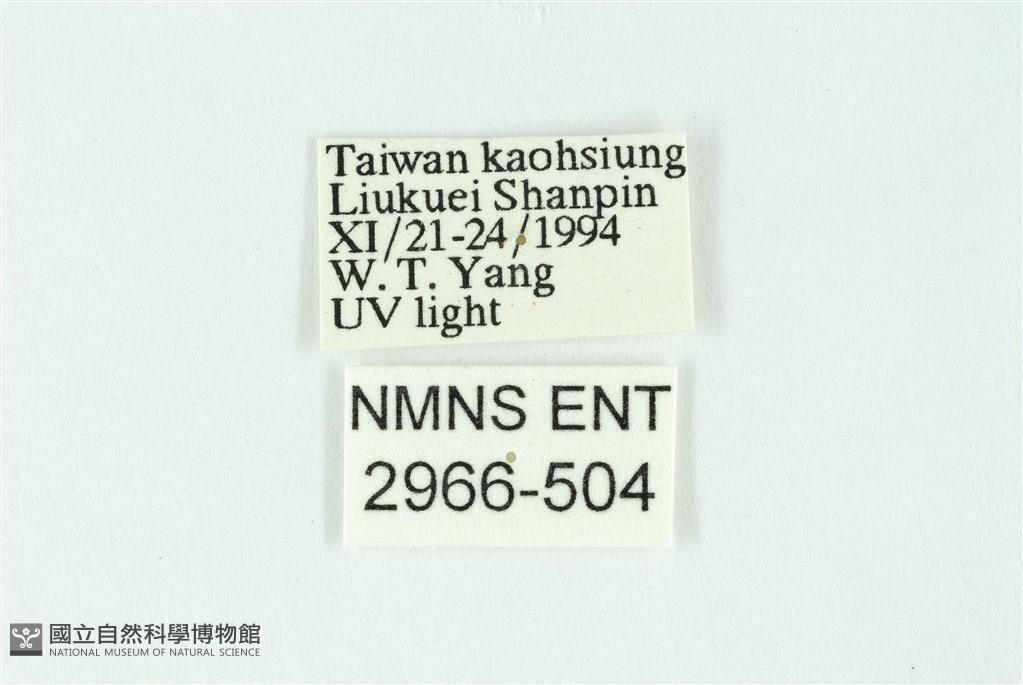 Taiwan kaohsiung
Liukuei Shanpin
XI/21-24/1994
W. T. Yang
UV light
NMNS ENT
2966-504
國立自然科學博物館
NATIONAL MUSEUM OF NATURAL SCIENCE